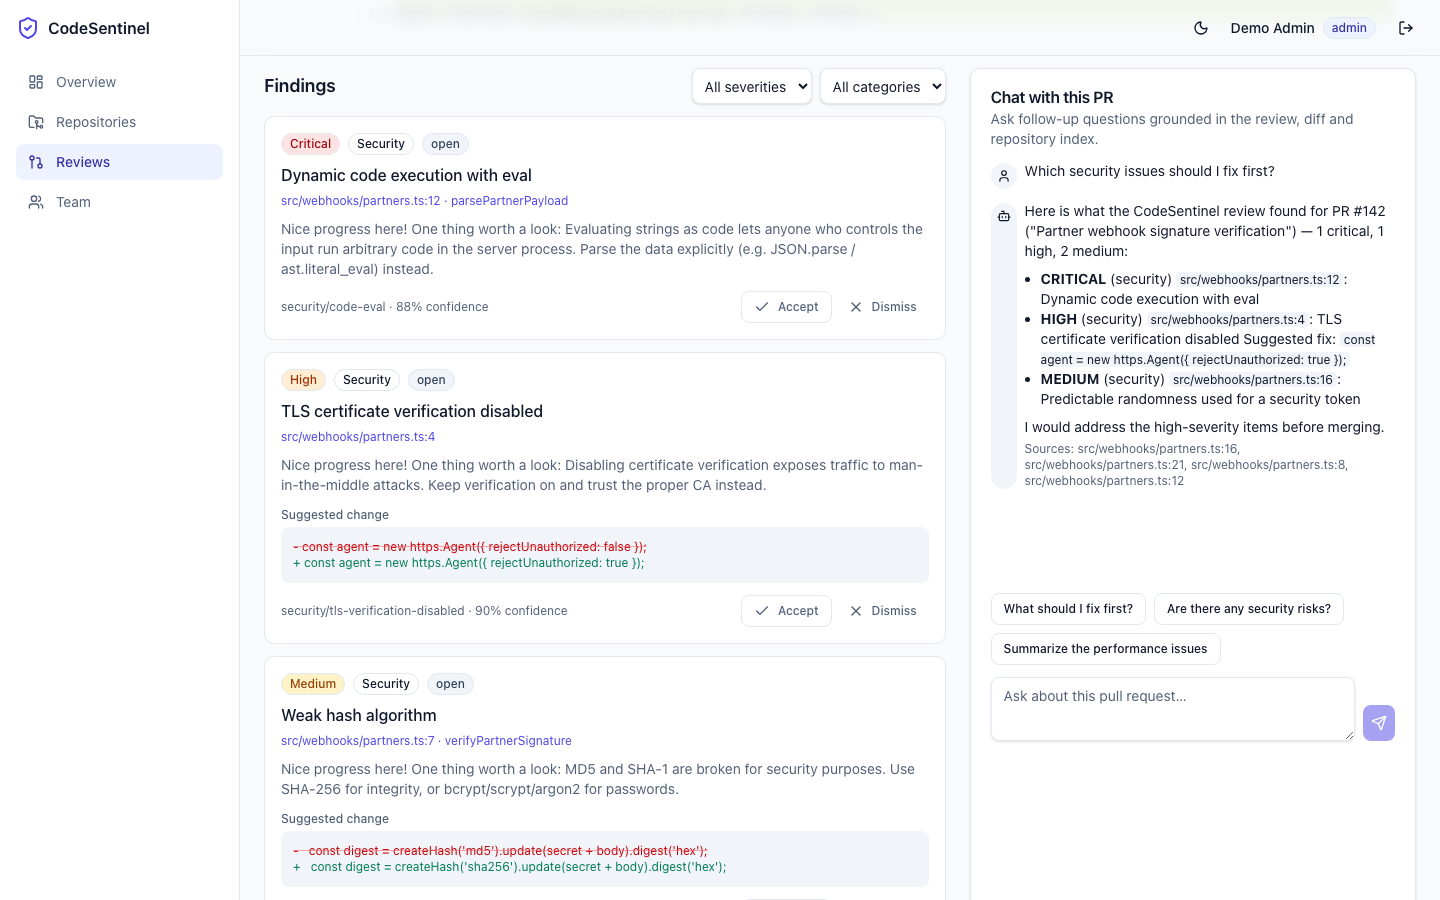 CodeSentinel
Overview
Repositories
Reviews
Team
Demo Admin admin
Findings
All severities
All categories
Critical Security open
Dynamic code execution with eval
src/webhooks/partners.ts:12 · parsePartnerPayload
Nice progress here! One thing worth a look: Evaluating strings as code lets anyone who controls the
input run arbitrary code in the server process. Parse the data explicitly (e.g. JSON.parse /
ast.literal_eval) instead.
security/code-eval · 88% confidence
Accept
Dismiss
High Security open
TLS certificate verification disabled
src/webhooks/partners.ts:4
Nice progress here! One thing worth a look: Disabling certificate verification exposes traffic to man-
in-the-middle attacks. Keep verification on and trust the proper CA instead.
Suggested change
- const agent = new https.Agent({ rejectUnauthorized: false });
+ const agent = new https.Agent({ rejectUnauthorized: true });
security/tls-verification-disabled · 90% confidence
Accept
Dismiss
Medium Security open
Weak hash algorithm
src/webhooks/partners.ts:7 · verifyPartnerSignature
Nice progress here! One thing worth a look: MD5 and SHA-1 are broken for security purposes. Use
SHA-256 for integrity, or bcrypt/scrypt/argon2 for passwords.
Suggested change
- const digest = createHash('md5').update(secret + body).digest('hex');
+ const digest = createHash('sha256').update(secret + body).digest('hex');
Chat with this PR
Ask follow-up questions grounded in the review, diff and
repository index.
Which security issues should I fix first?
Here is what the CodeSentinel review found for PR #142
("Partner webhook signature verification") — 1 critical, 1
high, 2 medium:
• CRITICAL (security) src/webhooks/partners.ts:12 :
Dynamic code execution with eval
• HIGH (security) src/webhooks/partners.ts:4 : TLS
certificate verification disabled Suggested fix: const
agent = new https.Agent({ rejectUnauthorized: true });
• MEDIUM (security) src/webhooks/partners.ts:16 :
Predictable randomness used for a security token
I would address the high-severity items before merging.
Sources: src/webhooks/partners.ts:16,
src/webhooks/partners.ts:21, src/webhooks/partners.ts:8,
src/webhooks/partners.ts:12
What should I fix first?
Are there any security risks?
Summarize the performance issues
Ask about this pull request...